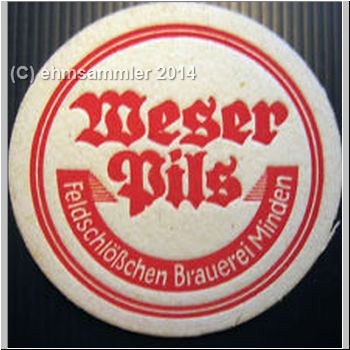 (C) ehmsammler 2014
Weser
Pils
Feldschlößchen Brauerei Minden